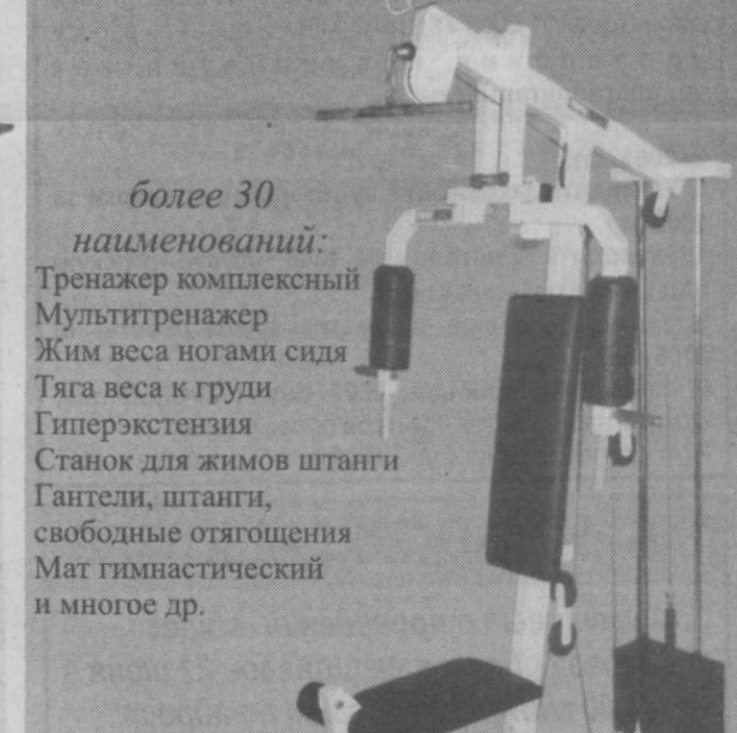 более 30
наименований:
Тренажер комплексный
Мультитренажер
Жим веса ногами сидя
Тяга веса к груди
Гиперэкстензия
Станок для жимов штанги
Гантели, штанги,
свободные отягощения
Мат гимнастический
и многое др.